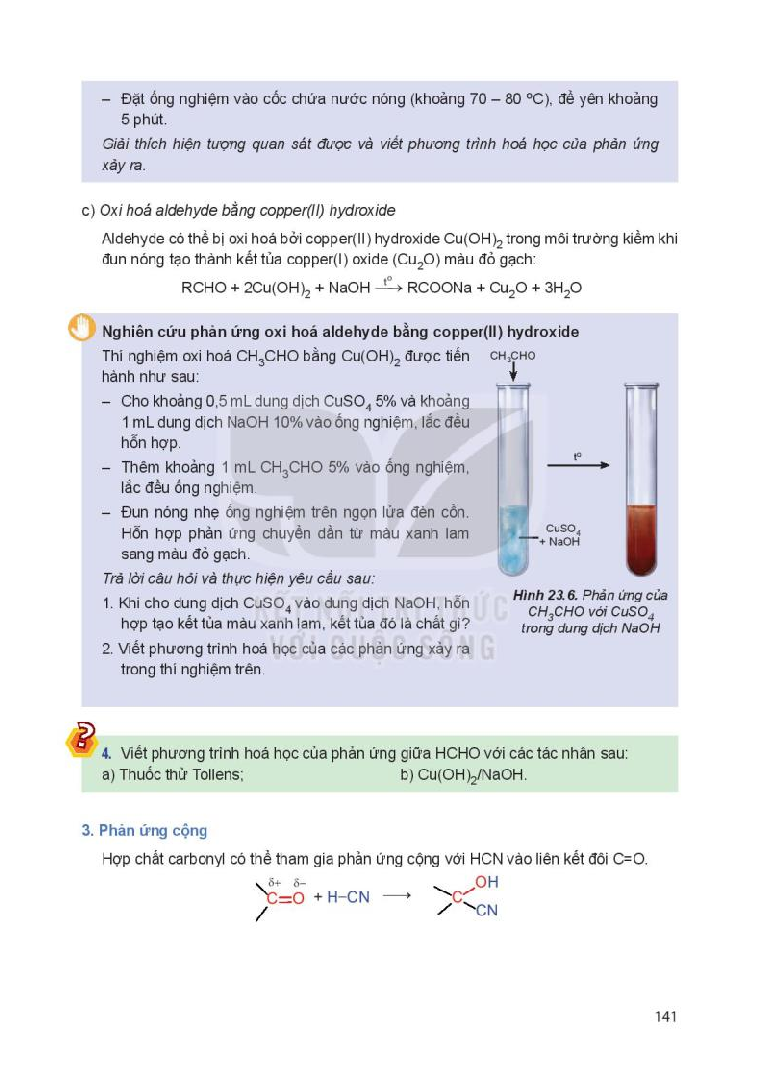 – Đặt ống nghiệm vào cốc chứa nước nóng (khoảng 70 – 80 °C), để yên khoảng
5 phút.
Giải thích hiện tượng quan sát được và viết phương trình hoá học của phản ứng
xảy ra.
c) Oxi hoá aldehyde bằng copper(II) hydroxide
Aldehyde có thể bị oxi hoá bởi copper(II) hydroxide Cu(OH)₂ trong môi trường kiềm khi
đun nóng tạo thành kết tủa copper(I) oxide (Cu₂O) màu đỏ gạch:
RCHO + 2Cu(OH)₂ + NaOH —t°→ RCOONa + Cu₂O + 3H₂O
Nghiên cứu phản ứng oxi hoá aldehyde bằng copper(II) hydroxide
Thí nghiệm oxi hoá CH₃CHO bằng Cu(OH)₂ được tiến
hành như sau:
– Cho khoảng 0,5 mL dung dịch CuSO₄ 5% và khoảng
1 mL dung dịch NaOH 10% vào ống nghiệm, lắc đều
hỗn hợp.
– Thêm khoảng 1 mL CH₃CHO 5% vào ống nghiệm,
lắc đều ống nghiệm.
– Đun nóng nhẹ ống nghiệm trên ngọn lửa đèn cồn.
Hỗn hợp phản ứng chuyển dần từ màu xanh lam
sang màu đỏ gạch.
Trả lời câu hỏi và thực hiện yêu cầu sau:
1. Khi cho dung dịch CuSO₄ vào dung dịch NaOH, hỗn
hợp tạo kết tủa màu xanh lam, kết tủa đó là chất gì?
2. Viết phương trình hoá học của các phản ứng xảy ra
trong thí nghiệm trên.
CH₃CHO
t°
CuSO₄
+ NaOH
Hình 23.6. Phản ứng của
CH₃CHO với CuSO₄
trong dung dịch NaOH
KẾT NỐI TRI THỨC
VỚI CUỘC SỐNG
?
4. Viết phương trình hoá học của phản ứng giữa HCHO với các tác nhân sau:
a) Thuốc thử Tollens; b) Cu(OH)₂/NaOH.
3. Phản ứng cộng
Hợp chất carbonyl có thể tham gia phản ứng cộng với HCN vào liên kết đôi C=O.
δ+ δ– OH
C=O + H–CN → C
CN
141